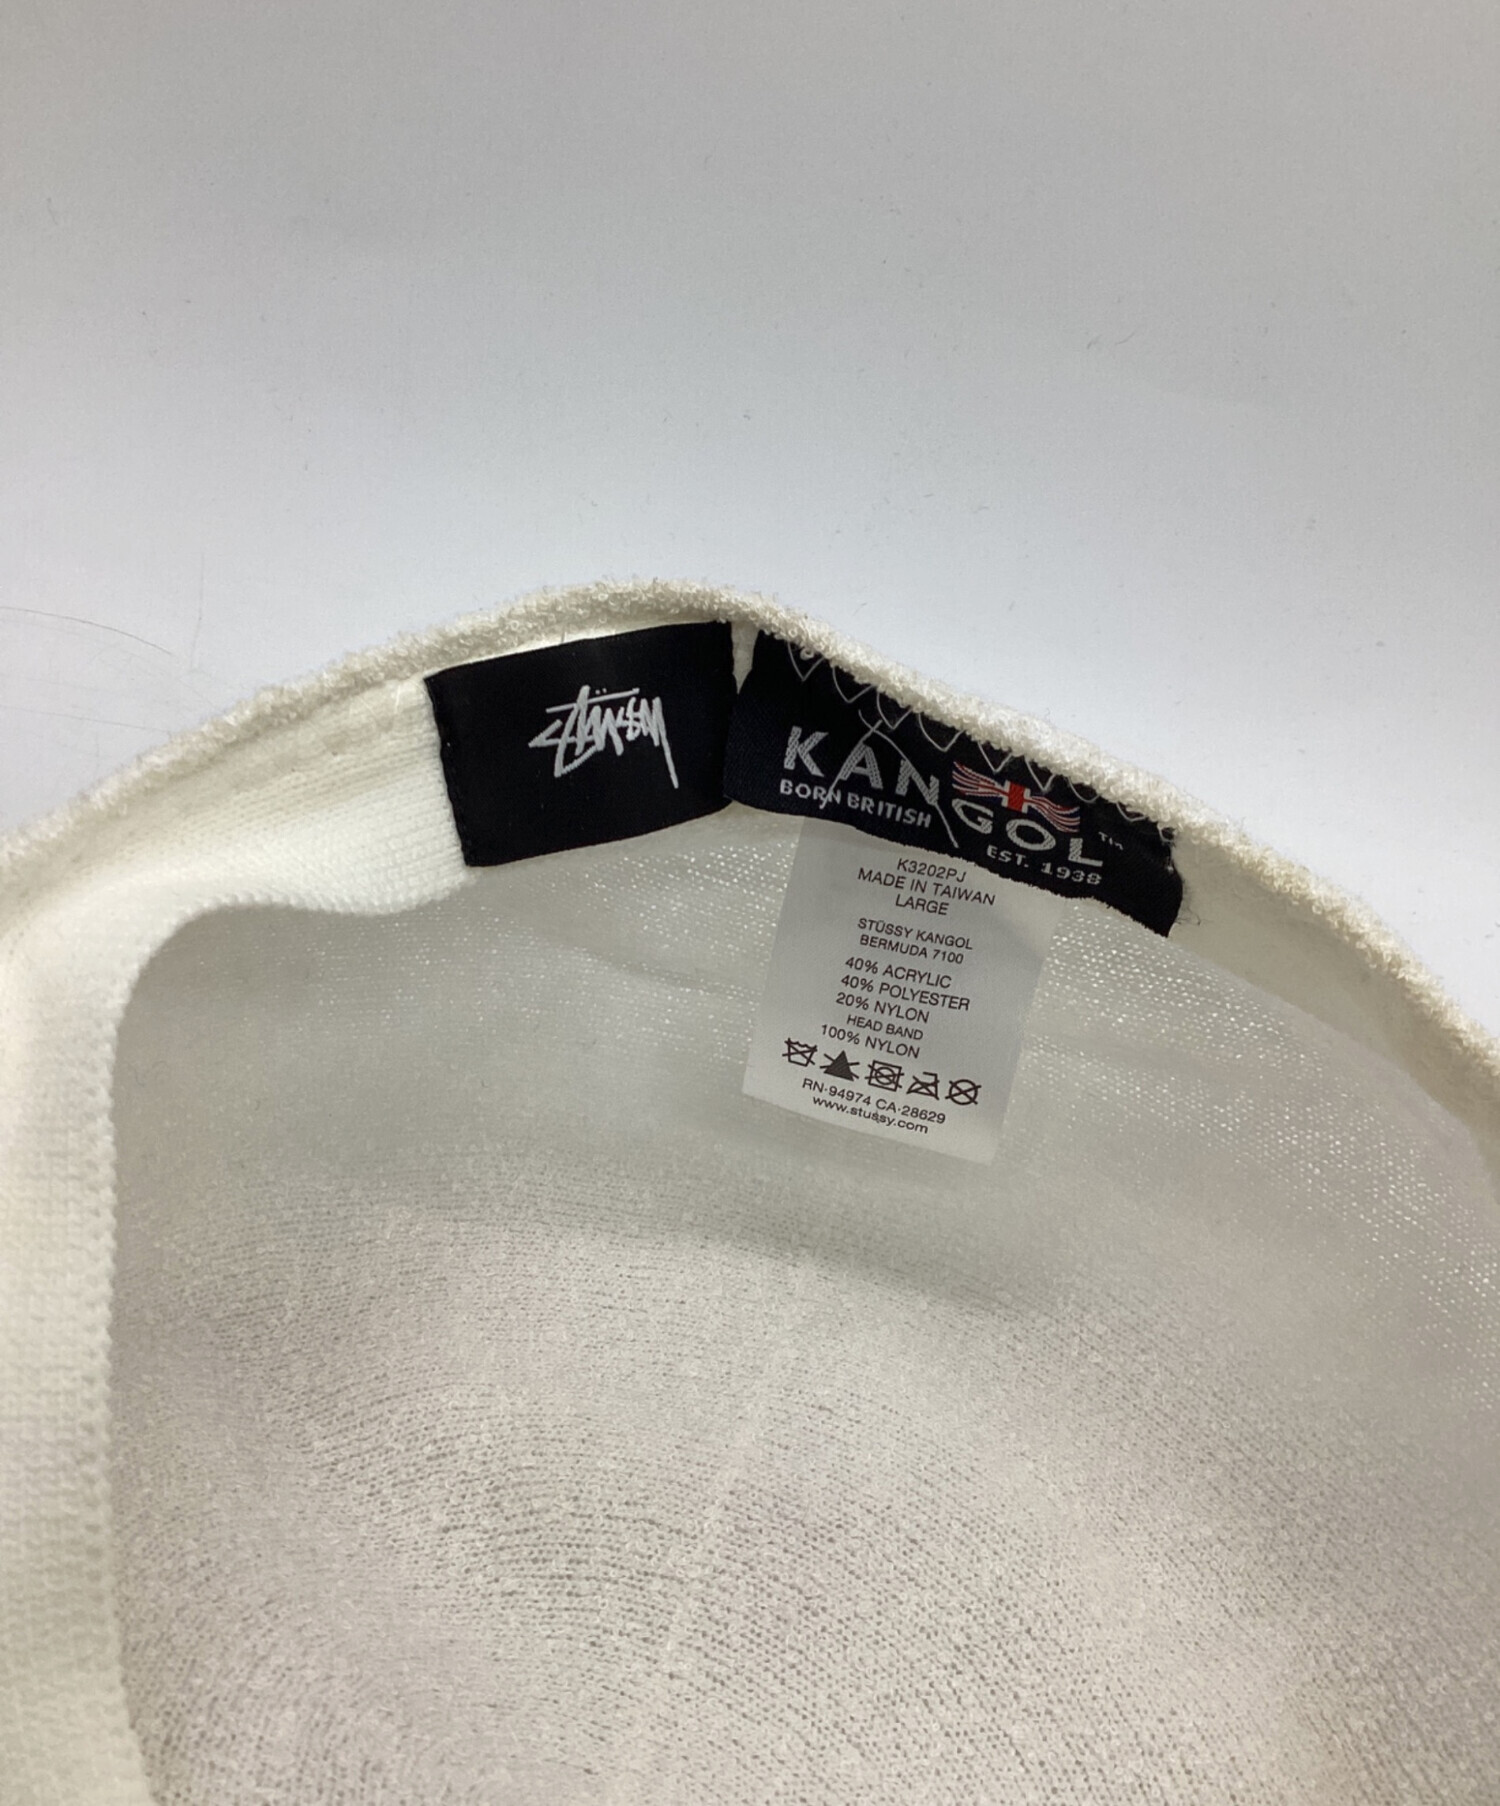 STÜSSY
KANGOL™
BORN BRITISH EST. 1938
K3202PJ
MADE IN TAIWAN
LARGE
STÜSSY KANGOL
BERMUDA 7100
40% ACRYLIC
40% POLYESTER
20% NYLON
HEAD BAND
100% NYLON
RN-94974 CA-28629
www.stussy.com